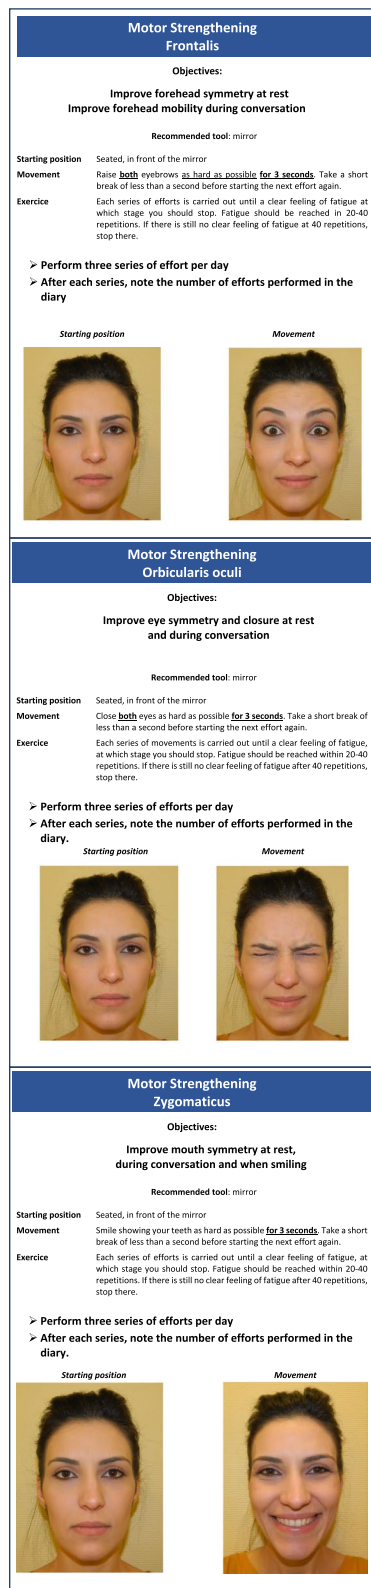 Motor Strengthening
Frontalis
Objectives:
Improve forehead symmetry at rest
Improve forehead mobility during conversation
Recommended tool: mirror
Starting position Seated, in front of the mirror
Movement Raise both eyebrows as hard as possible for 3 seconds. Take a short
break of less than a second before starting the next effort again.
Exercice Each series of efforts is carried out until a clear feeling of fatigue at
which stage you should stop. Fatigue should be reached in 20-40
repetitions. If there is still no clear feeling of fatigue at 40 repetitions,
stop there.
➢ Perform three series of effort per day
➢ After each series, note the number of efforts performed in the
diary
Starting position Movement
Motor Strengthening
Orbicularis oculi
Objectives:
Improve eye symmetry and closure at rest
and during conversation
Recommended tool: mirror
Starting position Seated, in front of the mirror
Movement Close both eyes as hard as possible for 3 seconds. Take a short break of
less than a second before starting the next effort again.
Exercice Each series of movements is carried out until a clear feeling of fatigue,
at which stage you should stop. Fatigue should be reached within 20-40
repetitions. If there is still no clear feeling of fatigue after 40 repetitions,
stop there.
➢ Perform three series of efforts per day
➢ After each series, note the number of efforts performed in the
diary.
Starting position Movement
Motor Strengthening
Zygomaticus
Objectives:
Improve mouth symmetry at rest,
during conversation and when smiling
Recommended tool: mirror
Starting position Seated, in front of the mirror
Movement Smile showing your teeth as hard as possible for 3 seconds. Take a short
break of less than a second before starting the next effort again.
Exercice Each series of efforts is carried out until a clear feeling of fatigue, at
which stage you should stop. Fatigue should be reached within 20-40
repetitions. If there is still no clear feeling of fatigue after 40 repetitions,
stop there.
➢ Perform three series of efforts per day
➢ After each series, note the number of efforts performed in the
diary.
Starting position Movement